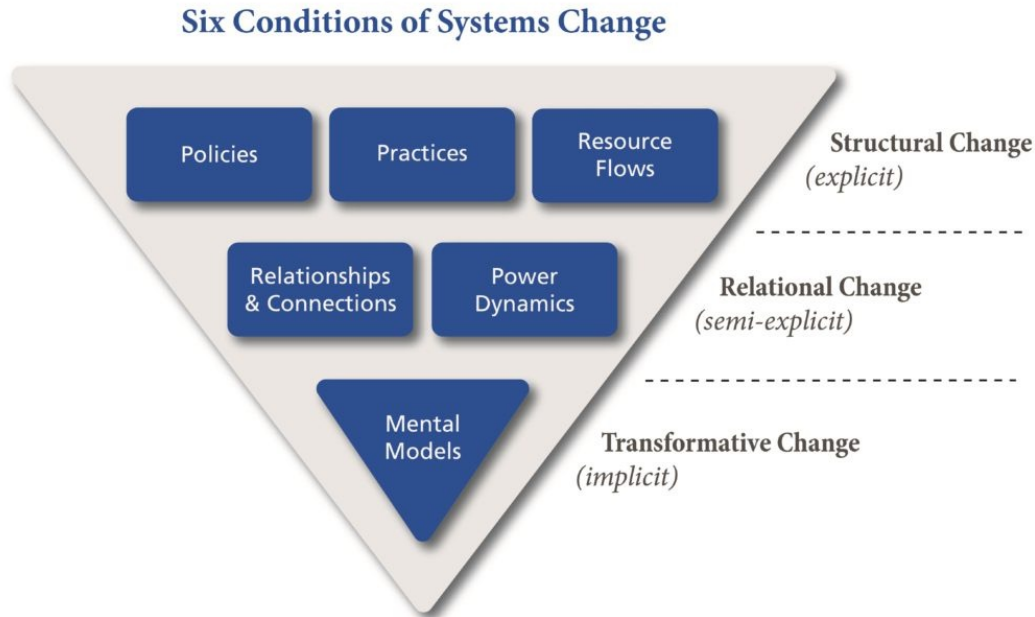 Six Conditions of Systems Change
Policies
Practices
Resource
Flows
Structural Change
(explicit)
Relationships
& Connections
Power
Dynamics
Relational Change
(semi-explicit)
Mental
Models
Transformative Change
(implicit)